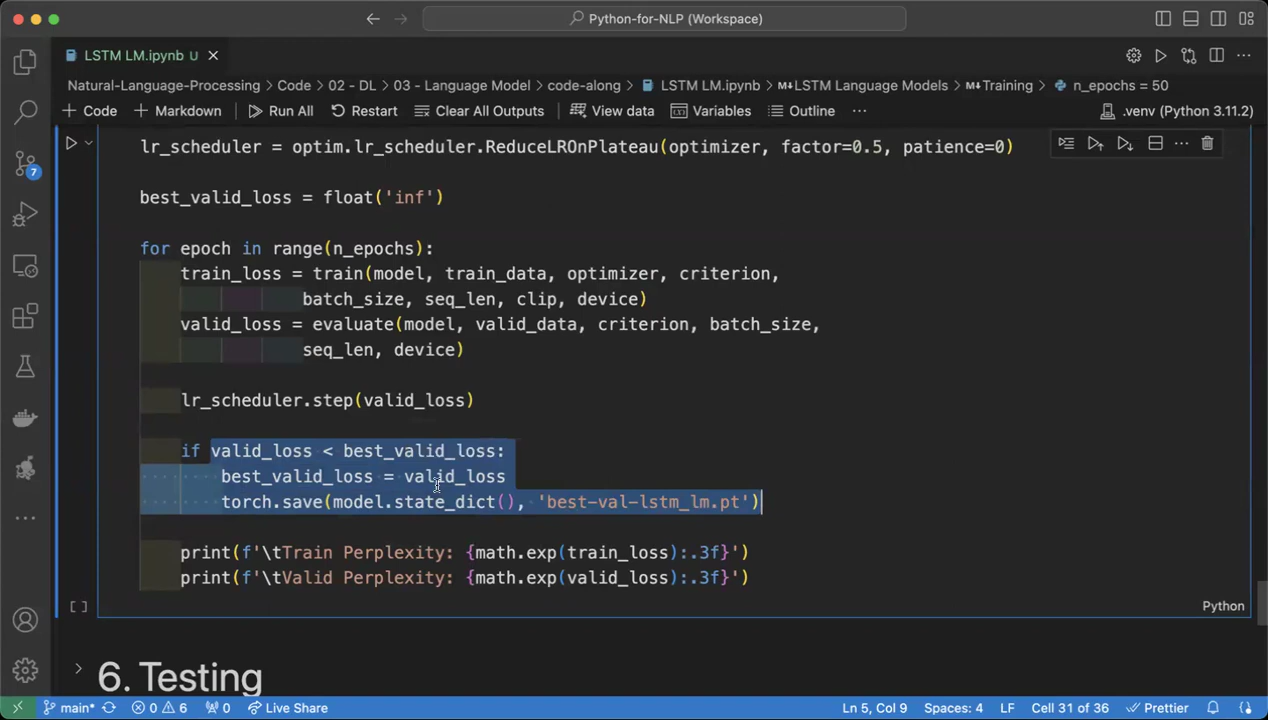 Python-for-NLP (Workspace)
LSTM LM.ipynb U
Natural-Language-Processing > Code > 02 - DL > 03 - Language Model > code-along > LSTM LM.ipynb > M↓LSTM Language Models > M↓Training > n_epochs = 50
+ Code + Markdown Run All Restart Clear All Outputs View data Variables Outline ... .venv (Python 3.11.2)
lr_scheduler = optim.lr_scheduler.ReduceLROnPlateau(optimizer, factor=0.5, patience=0)
best_valid_loss = float('inf')
for epoch in range(n_epochs):
train_loss = train(model, train_data, optimizer, criterion,
batch_size, seq_len, clip, device)
valid_loss = evaluate(model, valid_data, criterion, batch_size,
seq_len, device)
lr_scheduler.step(valid_loss)
if valid_loss < best_valid_loss:
best_valid_loss = valid_loss
torch.save(model.state_dict(), 'best-val-lstm_lm.pt')
print(f'\tTrain Perplexity: {math.exp(train_loss):.3f}')
print(f'\tValid Perplexity: {math.exp(valid_loss):.3f}')
[ ] Python
7
6. Testing
main* 0 6 0 Live Share Ln 5, Col 9 Spaces: 4 LF Cell 31 of 36 Prettier